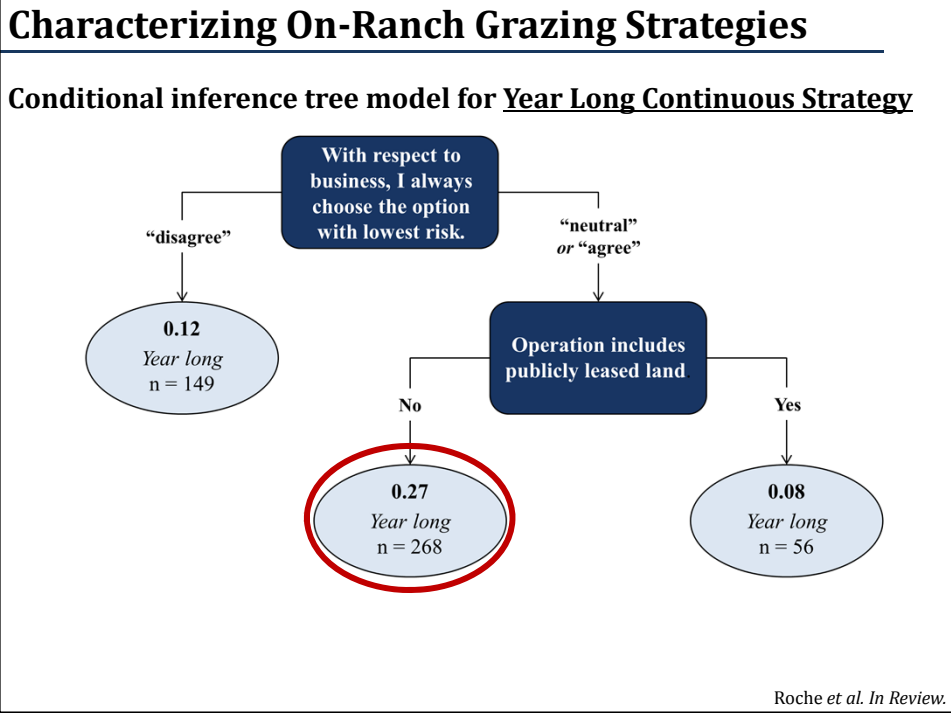 Characterizing On-Ranch Grazing Strategies
Conditional inference tree model for Year Long Continuous Strategy
With respect to
business, I always
choose the option
with lowest risk.
“disagree”
“neutral”
or “agree”
0.12
Year long
n = 149
Operation includes
publicly leased land.
No
Yes
0.27
Year long
n = 268
0.08
Year long
n = 56
Roche et al. In Review.